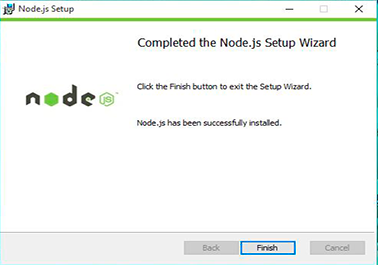 Node.js Setup
Completed the Node.js Setup Wizard
Click the Finish button to exit the Setup Wizard.
node JS
Node.js has been successfully installed.
Back
Finish
Cancel